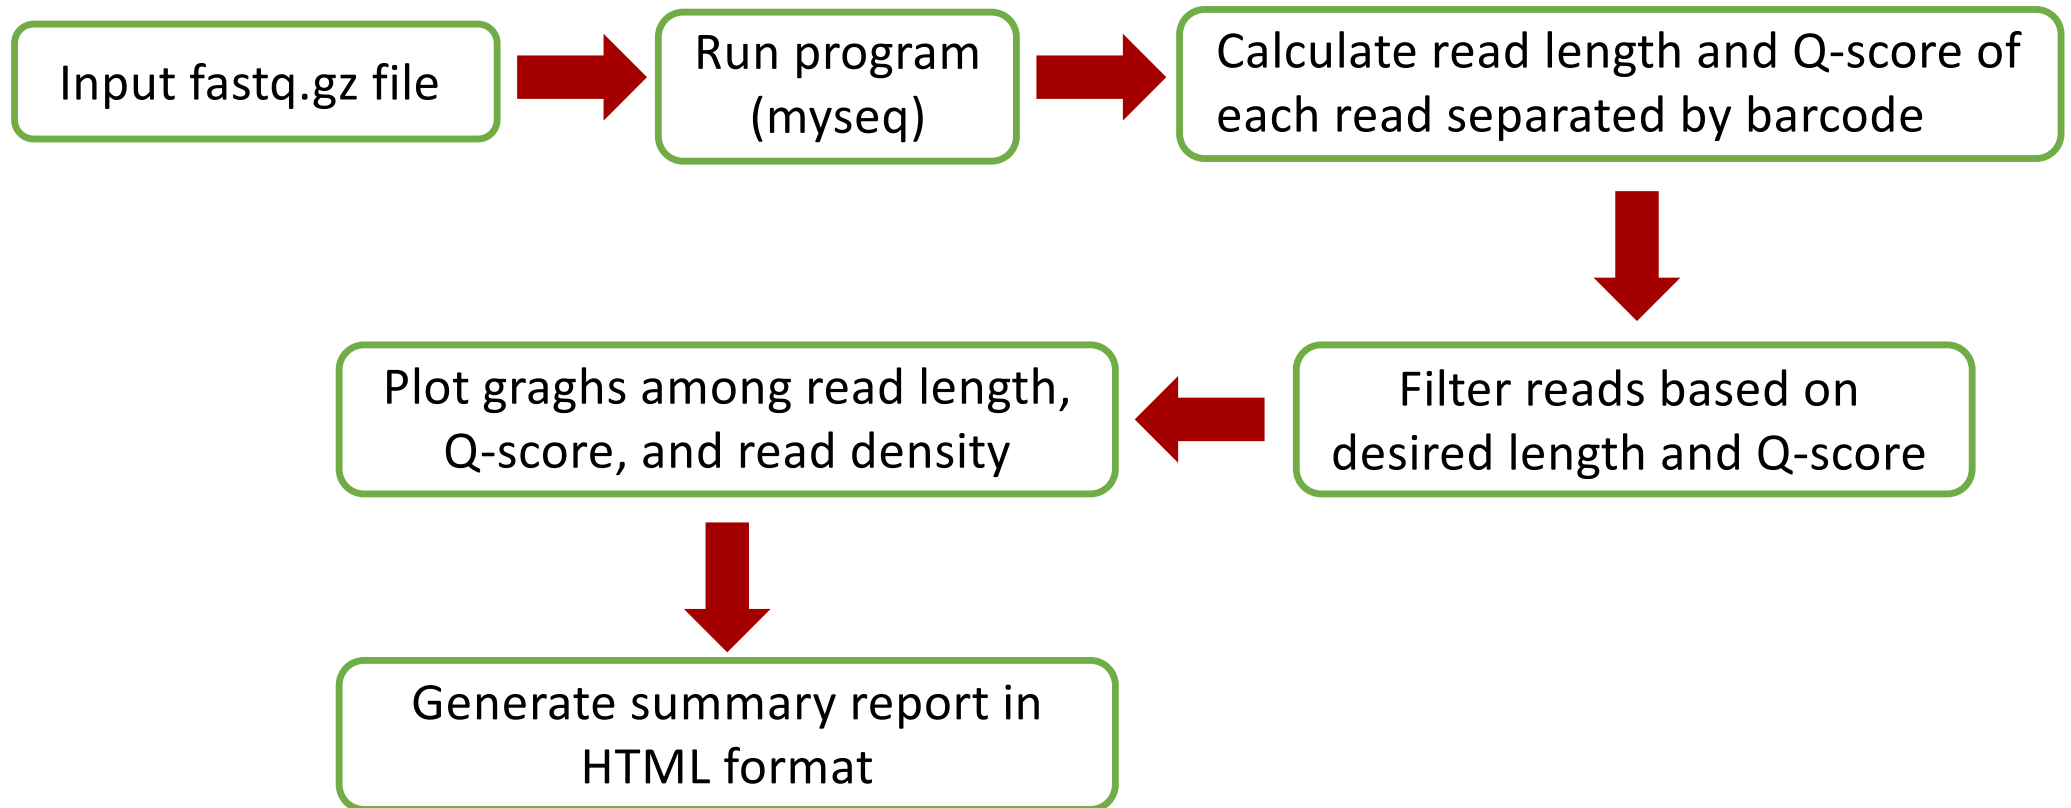 Input fastq.gz file
Run program
(myseq)
Calculate read length and Q-score of
each read separated by barcode
Filter reads based on
desired length and Q-score
Plot graghs among read length,
Q-score, and read density
Generate summary report in
HTML format